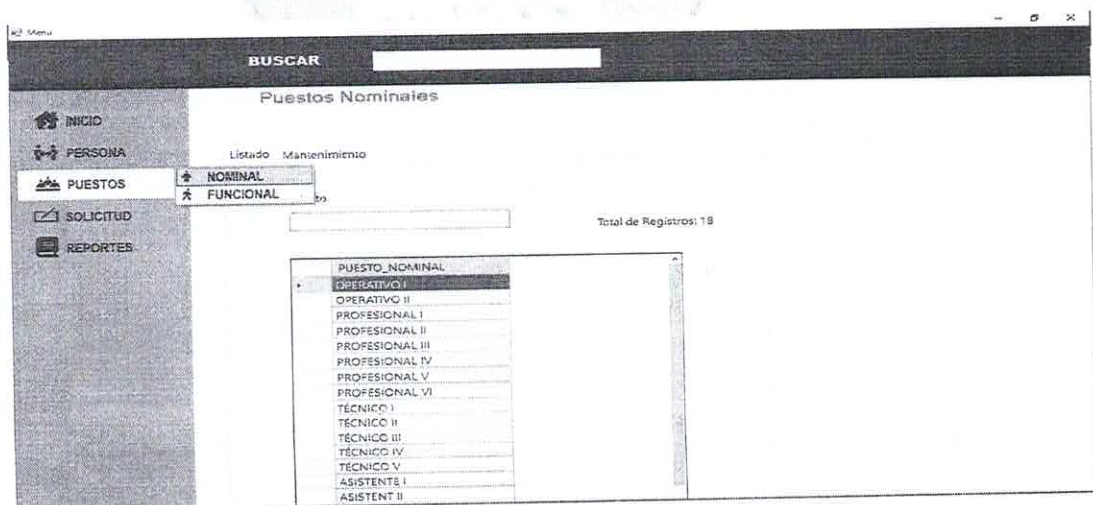 Menu
BUSCAR
Puestos Nominales
INICIO
PERSONA
PUESTOS
SOLICITUD
REPORTES
Listado Mantenimiento
NOMINAL
FUNCIONAL
to
Total de Registros: 18
PUESTO_NOMINAL
OPERATIVO I
OPERATIVO II
PROFESIONAL I
PROFESIONAL II
PROFESIONAL III
PROFESIONAL IV
PROFESIONAL V
PROFESIONAL VI
TÉCNICO I
TÉCNICO II
TÉCNICO III
TÉCNICO IV
TÉCNICO V
ASISTENTE I
ASISTENT II